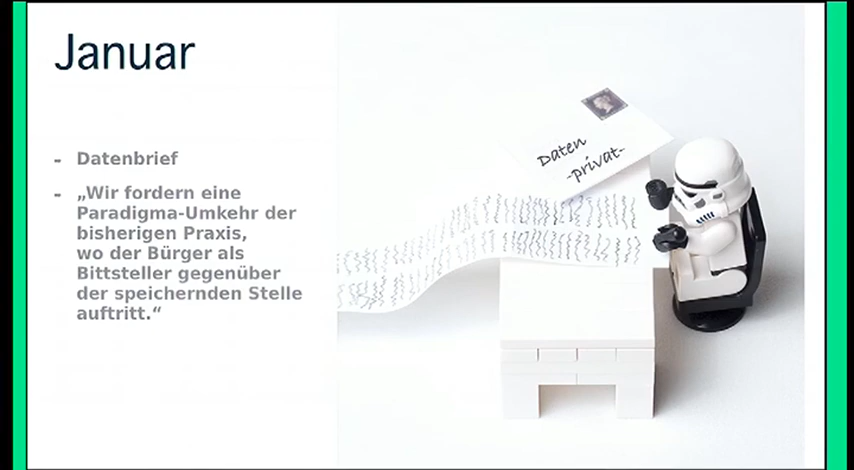 Januar
- Datenbrief
- „Wir fordern eine
Paradigma-Umkehr der
bisherigen Praxis,
wo der Bürger als
Bittsteller gegenüber
der speichernden Stelle
auftritt.“
Daten
-privat-